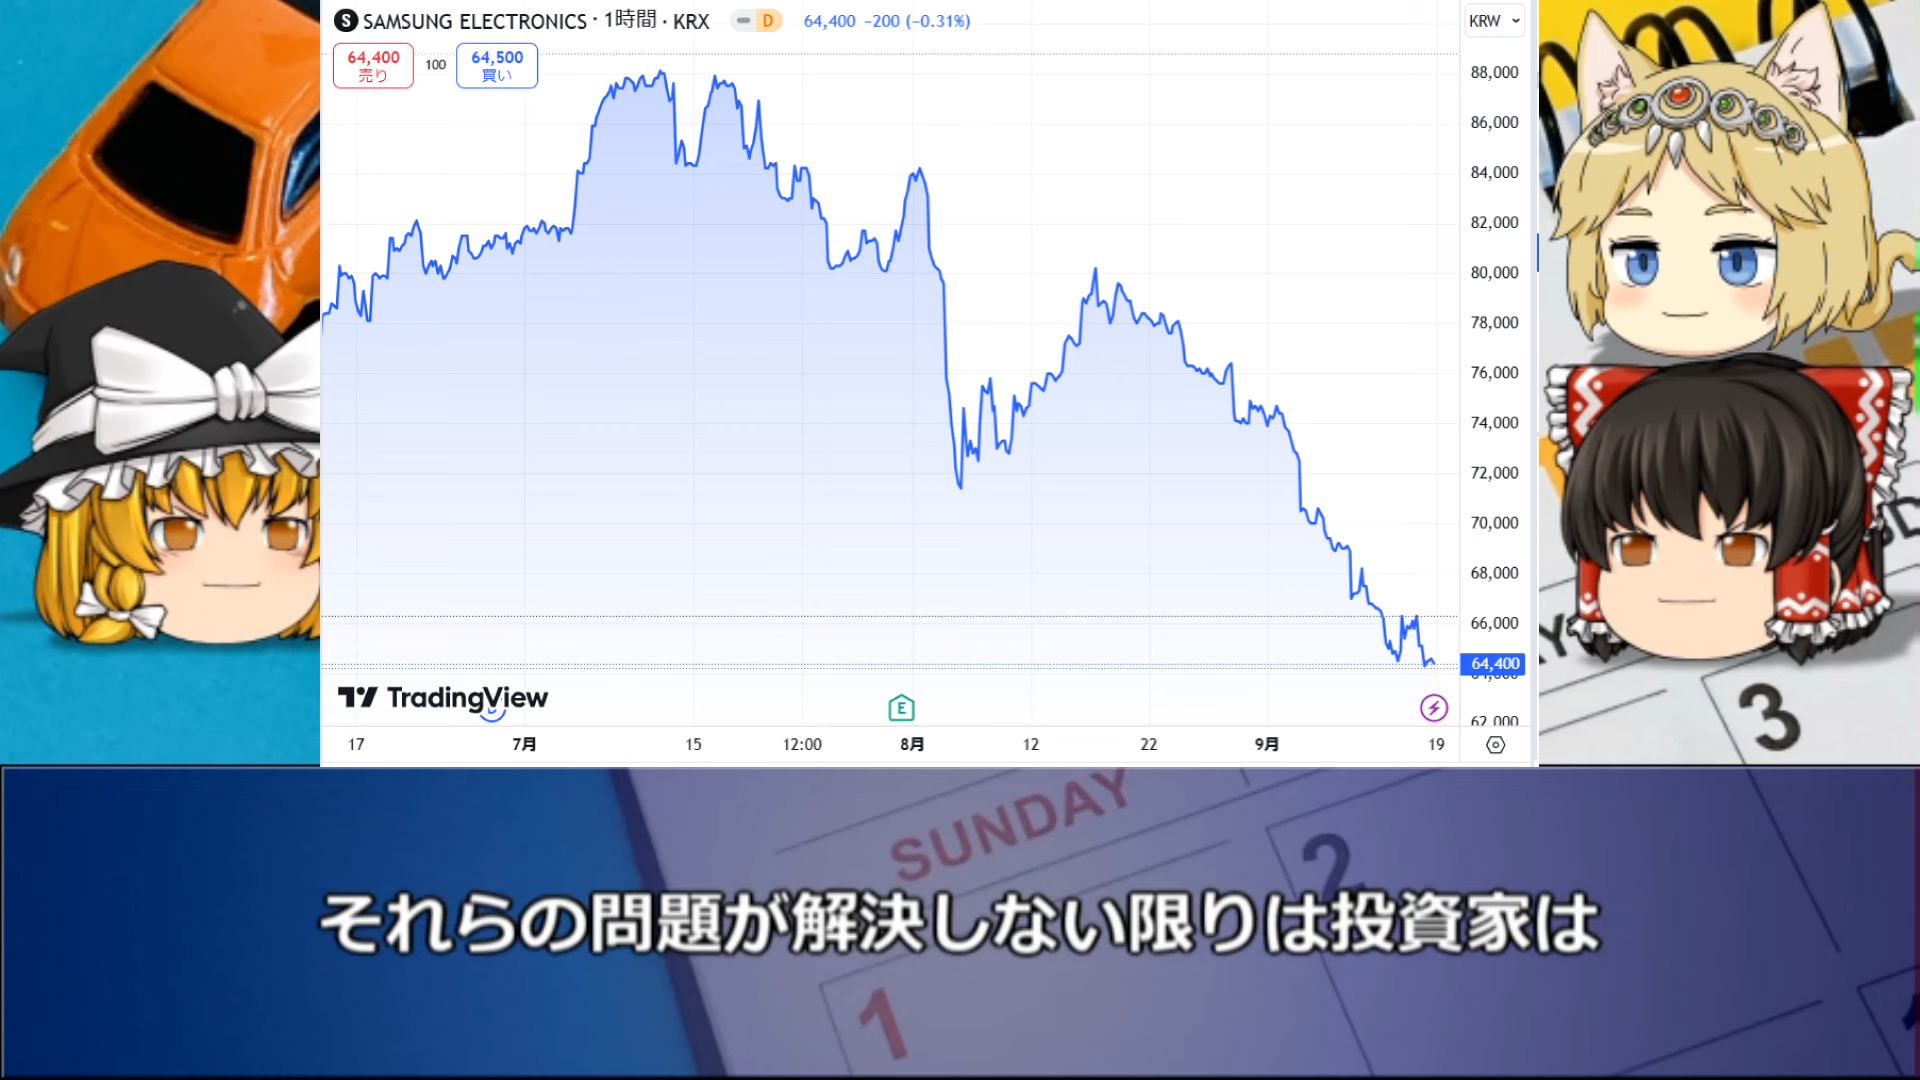 S SAMSUNG ELECTRONICS · 1時間 · KRX D 64,400 −200 (−0.31%)
KRW
64,400
売り
100
64,500
買い
88,000
86,000
84,000
82,000
80,000
78,000
76,000
74,000
72,000
70,000
68,000
66,000
64,400
64,000
62,000
TradingView
E
17 7月 15 12:00 8月 12 22 9月 19
3
SUNDAY
2
それらの問題が解決しない限りは投資家は
1